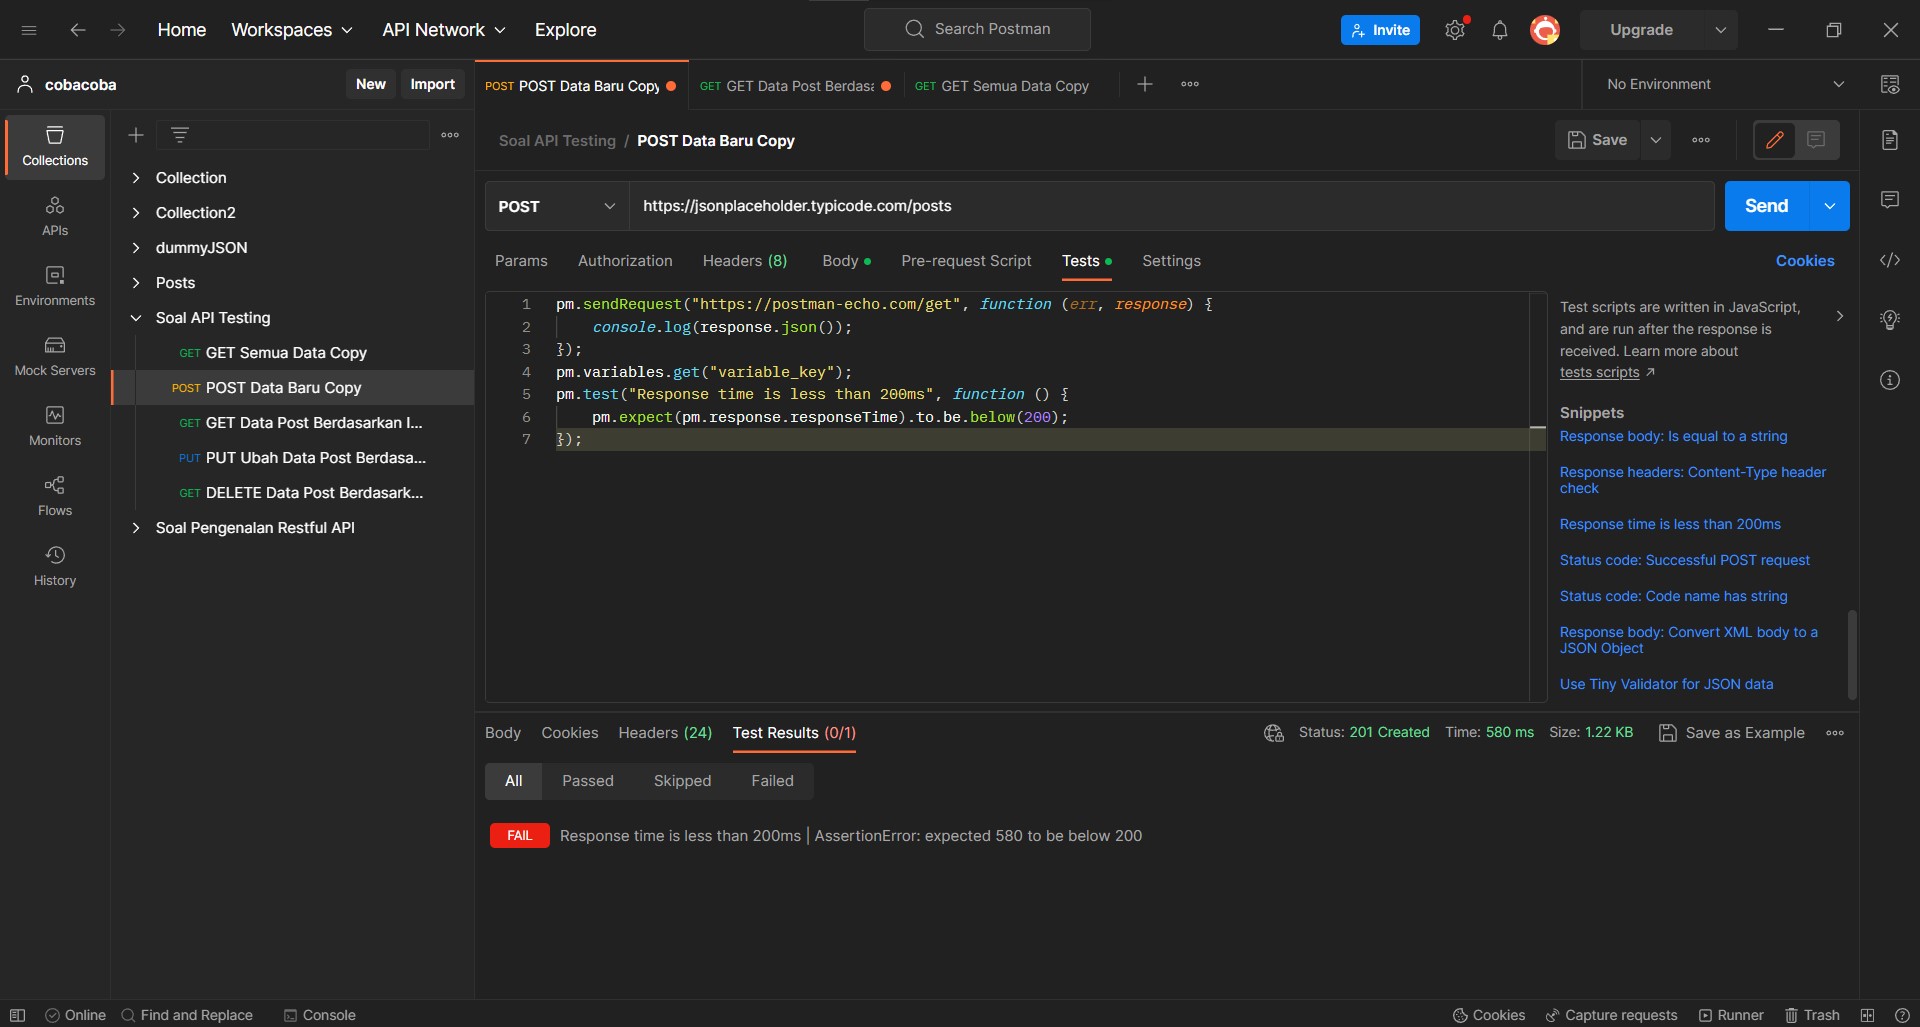 Home Workspaces API Network Explore Search Postman Invite Upgrade
cobacoba New Import
POST POST Data Baru Copy GET GET Data Post Berdasa GET GET Semua Data Copy No Environment
Collections
APIs
Environments
Mock Servers
Monitors
Flows
History
Collection
Collection2
dummyJSON
Posts
Soal API Testing
GET GET Semua Data Copy
POST POST Data Baru Copy
GET GET Data Post Berdasarkan I...
PUT PUT Ubah Data Post Berdasa...
GET DELETE Data Post Berdasark...
Soal Pengenalan Restful API
Soal API Testing / POST Data Baru Copy Save
POST https://jsonplaceholder.typicode.com/posts Send
Params Authorization Headers (8) Body Pre-request Script Tests Settings Cookies
1 pm.sendRequest("https://postman-echo.com/get", function (err, response) {
2 console.log(response.json());
3 });
4 pm.variables.get("variable_key");
5 pm.test("Response time is less than 200ms", function () {
6 pm.expect(pm.response.responseTime).to.be.below(200);
7 });
Test scripts are written in JavaScript,
and are run after the response is
received. Learn more about
tests scripts ↗
Snippets
Response body: Is equal to a string
Response headers: Content-Type header
check
Response time is less than 200ms
Status code: Successful POST request
Status code: Code name has string
Response body: Convert XML body to a
JSON Object
Use Tiny Validator for JSON data
Body Cookies Headers (24) Test Results (0/1) Status: 201 Created Time: 580 ms Size: 1.22 KB Save as Example
All Passed Skipped Failed
FAIL Response time is less than 200ms | AssertionError: expected 580 to be below 200
Online Find and Replace Console Cookies Capture requests Runner Trash